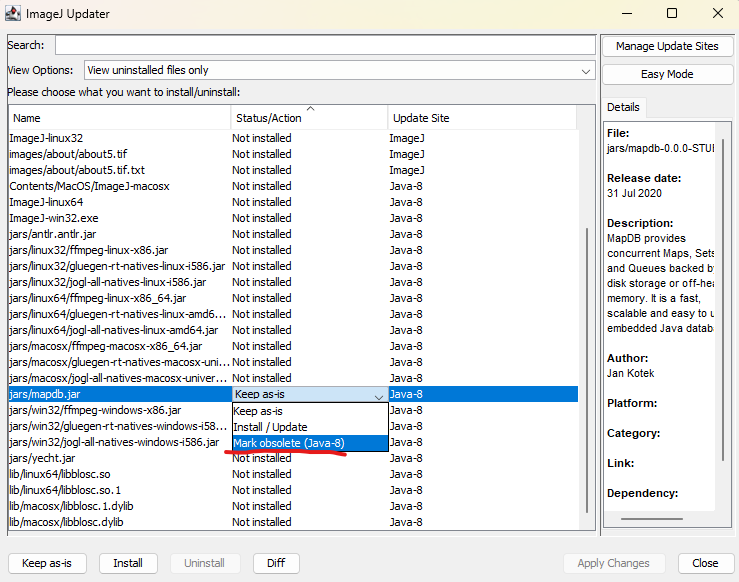 ImageJ Updater
Search:
Manage Update Sites
View Options: View uninstalled files only
Easy Mode
Please choose what you want to install/uninstall:
Details
Name Status/Action Update Site
ImageJ-linux32 Not installed ImageJ
images/about/about5.tif Not installed ImageJ
images/about/about5.tif.txt Not installed ImageJ
Contents/MacOS/ImageJ-macosx Not installed Java-8
ImageJ-linux64 Not installed Java-8
ImageJ-win32.exe Not installed Java-8
jars/antlr.antlr.jar Not installed Java-8
jars/linux32/ffmpeg-linux-x86.jar Not installed Java-8
jars/linux32/gluegen-rt-natives-linux-i586.jar Not installed Java-8
jars/linux32/jogl-all-natives-linux-i586.jar Not installed Java-8
jars/linux64/ffmpeg-linux-x86_64.jar Not installed Java-8
jars/linux64/gluegen-rt-natives-linux-amd6... Not installed Java-8
jars/linux64/jogl-all-natives-linux-amd64.jar Not installed Java-8
jars/macosx/ffmpeg-macosx-x86_64.jar Not installed Java-8
jars/macosx/gluegen-rt-natives-macosx-uni... Not installed Java-8
jars/macosx/jogl-all-natives-macosx-univer... Not installed Java-8
jars/mapdb.jar Keep as-is Java-8
jars/win32/ffmpeg-windows-x86.jar Keep as-is Java-8
jars/win32/gluegen-rt-natives-windows-i58... Install / Update Java-8
jars/win32/jogl-all-natives-windows-i586.jar Mark obsolete (Java-8) Java-8
jars/yecht.jar Not installed Java-8
lib/linux64/libblosc.so Not installed Java-8
lib/linux64/libblosc.so.1 Not installed Java-8
lib/macosx/libblosc.1.dylib Not installed Java-8
lib/macosx/libblosc.dylib Not installed Java-8
File:
jars/mapdb-0.0.0-STU
Release date:
31 Jul 2020
Description:
MapDB provides
concurrent Maps, Sets
and Queues backed by
disk storage or off-hea
memory. It is a fast,
scalable and easy to u
embedded Java datab
Author:
Jan Kotek
Platform:
Category:
Link:
Dependency:
Keep as-is Install Uninstall Diff Apply Changes Close